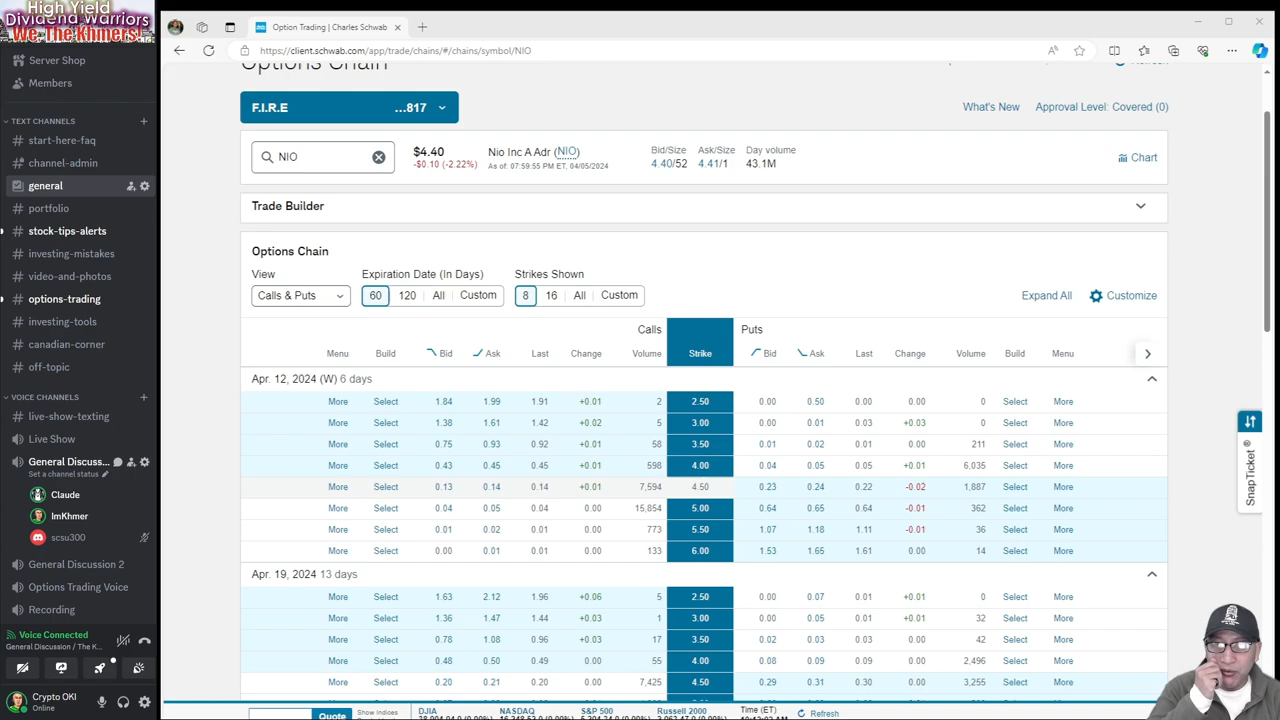 High Yield
Dividend Warriors
We, The Khmers!
Server Shop
Members
TEXT CHANNELS
start-here-faq
channel-admin
general
portfolio
stock-tips-alerts
investing-mistakes
video-and-photos
options-trading
investing-tools
canadian-corner
off-topic
VOICE CHANNELS
live-show-texting
Live Show
General Discuss...
Set a channel status
Claude
ImKhmer
scsu300
General Discussion 2
Options Trading Voice
Recording
Voice Connected
General Discussion / The K...
Crypto OKI
Online
Option Trading | Charles Schwab
https://client.schwab.com/app/trade/chains/#/chains/symbol/NIO
Options Chain
Refresh
F.I.R.E ...817
What's New Approval Level: Covered (0)
NIO
$4.40
-$0.10 (-2.22%)
Nio Inc A Adr (NIO)
As of: 07:59:55 PM ET, 04/05/2024
Bid/Size
4.40/52
Ask/Size
4.41/1
Day volume
43.1M
Chart
Trade Builder
Options Chain
View Expiration Date (In Days) Strikes Shown
Calls & Puts 60 120 All Custom 8 16 All Custom
Expand All Customize
Calls Puts
Menu Build Bid Ask Last Change Volume Strike Bid Ask Last Change Volume Build Menu
Apr. 12, 2024 (W) 6 days
More Select 1.84 1.99 1.91 +0.01 2 2.50 0.00 0.50 0.00 0.00 0 Select More
More Select 1.38 1.61 1.42 +0.02 5 3.00 0.00 0.01 0.03 +0.03 0 Select More
More Select 0.75 0.93 0.92 +0.01 58 3.50 0.01 0.02 0.01 0.00 211 Select More
More Select 0.43 0.45 0.45 +0.01 598 4.00 0.04 0.05 0.05 +0.01 6,035 Select More
More Select 0.13 0.14 0.14 +0.01 7,594 4.50 0.23 0.24 0.22 -0.02 1,887 Select More
More Select 0.04 0.05 0.04 0.00 15,854 5.00 0.64 0.65 0.64 -0.01 362 Select More
More Select 0.01 0.02 0.01 0.00 773 5.50 1.07 1.18 1.11 -0.01 36 Select More
More Select 0.00 0.01 0.01 0.00 133 6.00 1.53 1.65 1.61 0.00 14 Select More
Apr. 19, 2024 13 days
More Select 1.63 2.12 1.96 +0.06 5 2.50 0.00 0.07 0.01 +0.01 0 Select More
More Select 1.36 1.47 1.44 +0.03 1 3.00 0.00 0.01 0.01 +0.01 32 Select More
More Select 0.78 1.08 0.96 +0.03 17 3.50 0.02 0.03 0.03 0.00 42 Select More
More Select 0.48 0.50 0.49 0.00 55 4.00 0.08 0.09 0.09 0.00 2,496 Select More
More Select 0.20 0.21 0.20 0.00 7,425 4.50 0.29 0.31 0.30 0.00 3,255 Select More
SnapTicket ®
Quote
Show Indices
DJIA
NASDAQ
S&P 500
Russell 2000
Time (ET)
Refresh